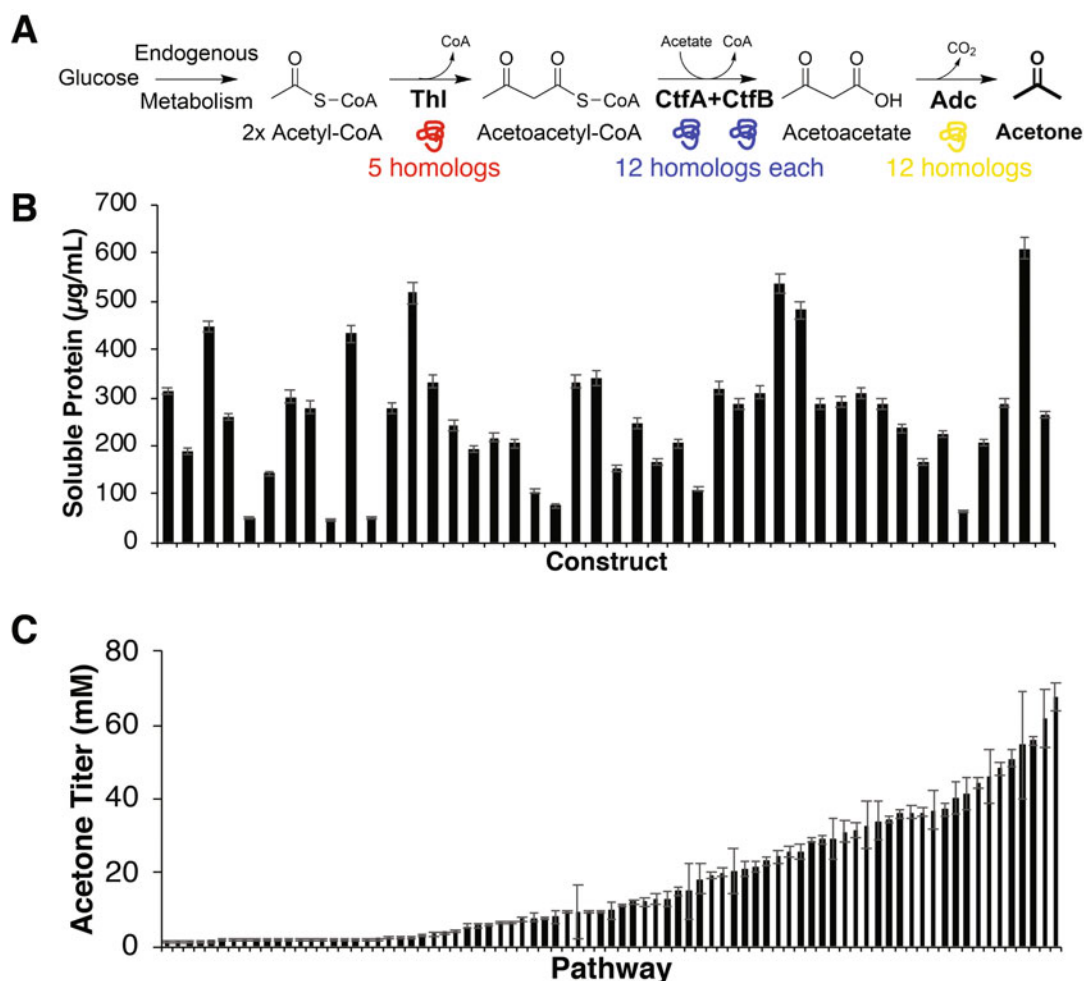 A
Endogenous
Glucose
Metabolism
O
S-CoA
2x Acetyl-CoA
CoA
Thl
5 homologs
O O
S-CoA
Acetoacetyl-CoA
Acetate CoA
CtfA+CtfB
12 homologs each
O O
OH
Acetoacetate
CO2
Adc
12 homologs
O
Acetone
B
Soluble Protein (µg/mL)
700
600
500
400
300
200
100
0
Construct
C
Acetone Titer (mM)
80
60
40
20
0
Pathway